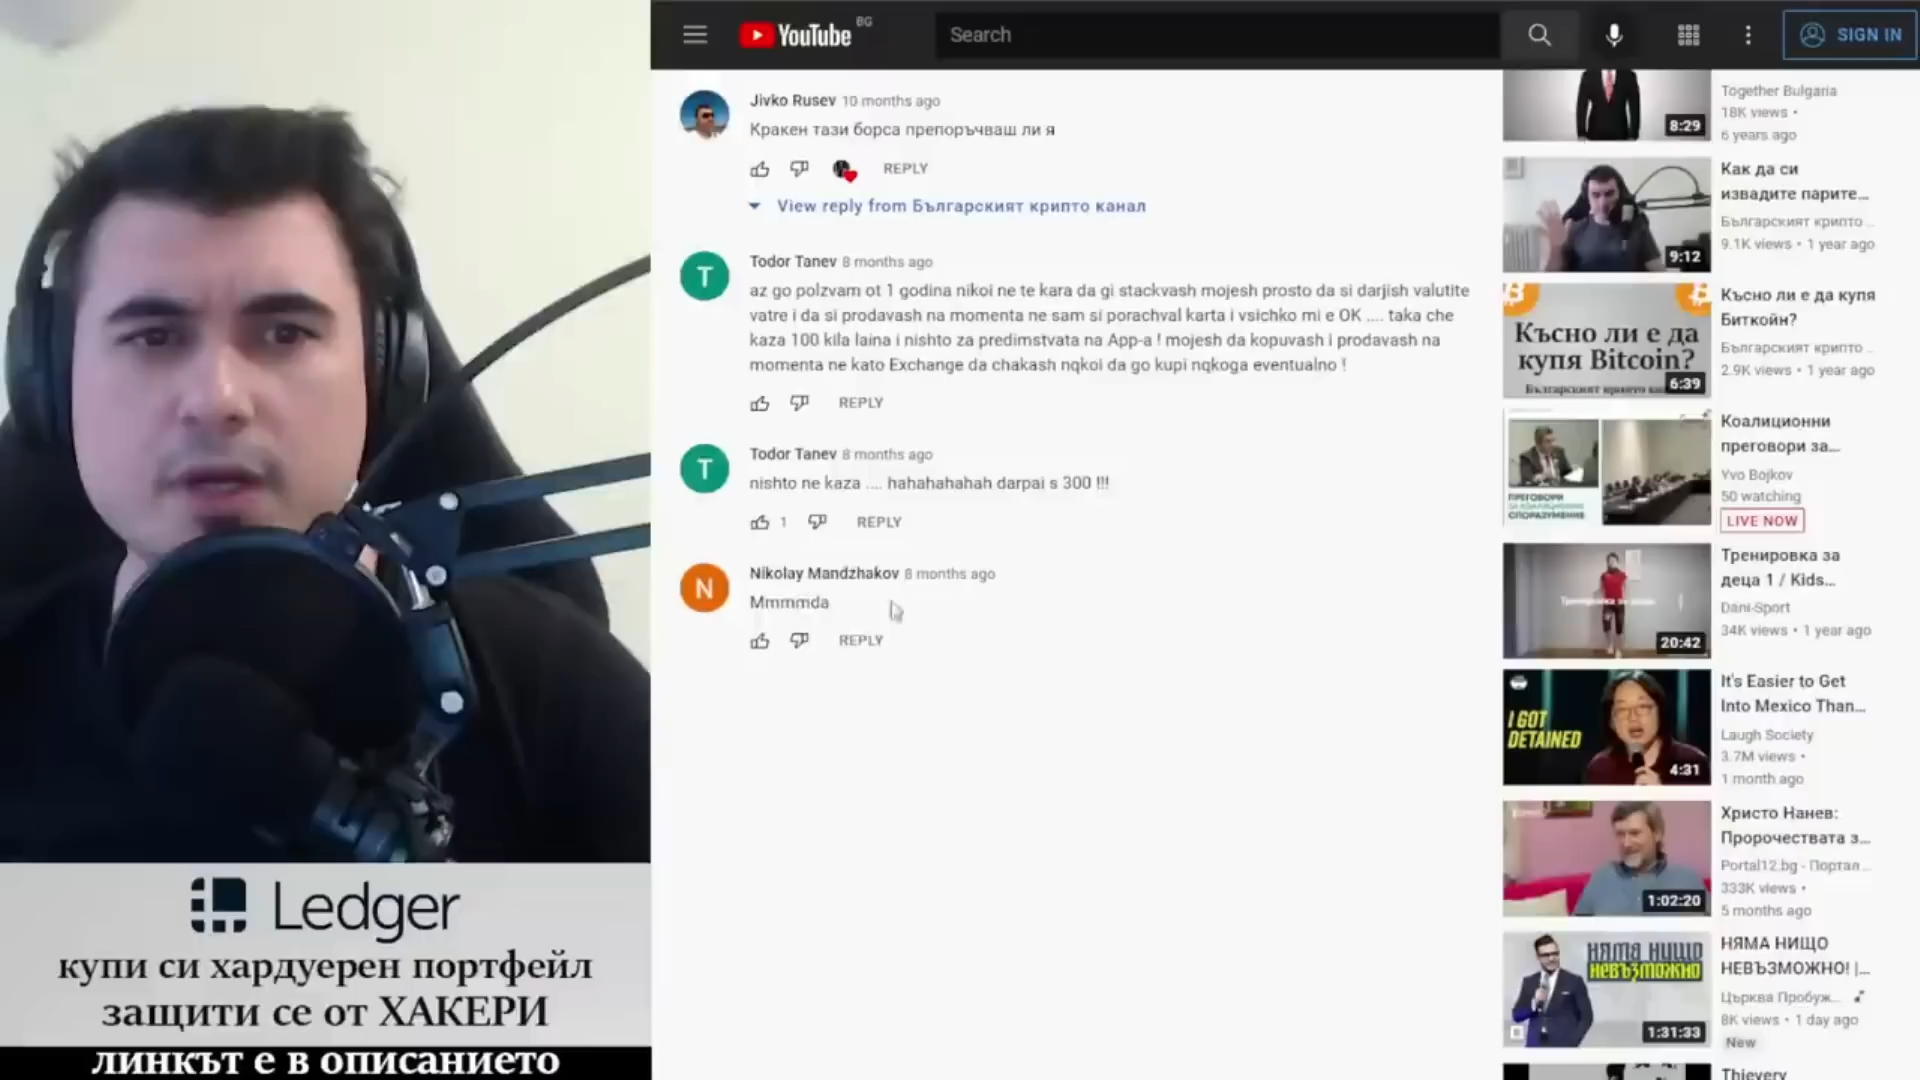 YouTube BG
Search
SIGN IN
Jivko Rusev 10 months ago
Кракен тази борса препоръчваш ли я
REPLY
View reply from Българският крипто канал
T
Todor Tanev 8 months ago
az go polzvam ot 1 godina nikoi ne te kara da gi stackvash mojesh prosto da si darjish valutite
vatre i da si prodavash na momenta ne sam si porachval karta i vsichko mi e OK .... taka che
kaza 100 kila laina i nishto za predimstvata na App-a ! mojesh da kopuvash i prodavash na
momenta ne kato Exchange da chakash nqkoi da go kupi nqkoga eventualno !
REPLY
T
Todor Tanev 8 months ago
nishto ne kaza .... hahahahahah darpai s 300 !!!
1
REPLY
N
Nikolay Mandzhakov 8 months ago
Mmmmda
REPLY
Together Bulgaria
18K views •
6 years ago
8:29
Как да си
извадите парите...
Българският крипто ...
9.1K views • 1 year ago
9:12
Късно ли е да
купя Bitcoin?
Българският крипто
6:39
Късно ли е да купя
Биткойн?
Българският крипто ...
2.9K views • 1 year ago
ПРЕГОВОРИ
ЗА КОАЛИЦИОННО
СПОРАЗУМЕНИЕ
Коалиционни
преговори за...
Yvo Bojkov
50 watching
LIVE NOW
20:42
Тренировка за
деца 1 / Kids...
Dani-Sport
34K views • 1 year ago
I GOT
DETAINED
4:31
It's Easier to Get
Into Mexico Than...
Laugh Society
3.7M views •
1 month ago
1:02:20
Христо Нанев:
Пророчествата з...
Portal12.bg - Портал ...
333K views •
5 months ago
НЯМА НИЩО
НЕВЪЗМОЖНО
1:31:33
НЯМА НИЩО
НЕВЪЗМОЖНО! |...
Църква Пробуж...
8K views • 1 day ago
New
Thievery
Ledger
купи си хардуерен портфейл
защити се от ХАКЕРИ
линкът е в описанието